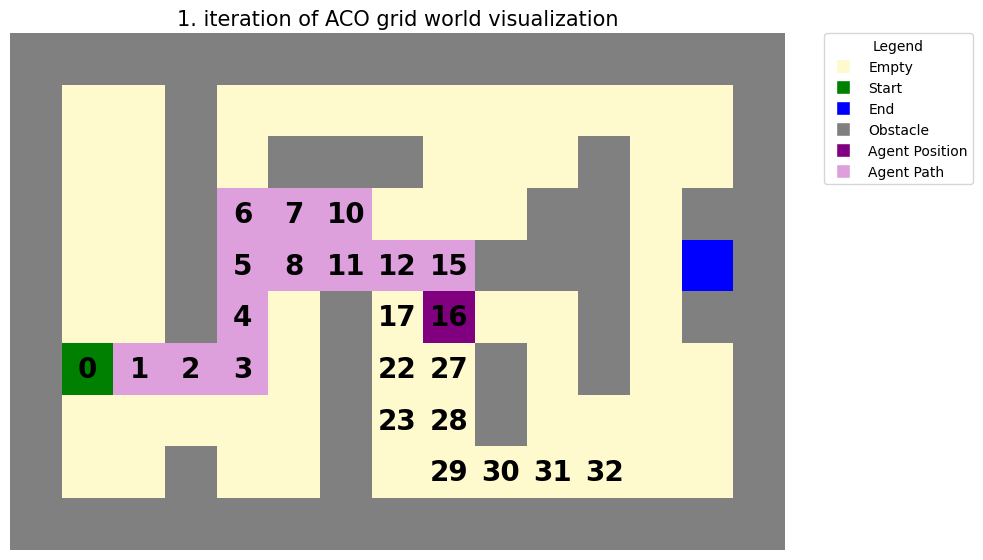 1. iteration of ACO grid world visualization
Legend
Empty
Start
End
Obstacle
Agent Position
Agent Path
6 7 10
5 8 11 12 15
4 17 16
0 1 2 3 22 27
23 28
29 30 31 32